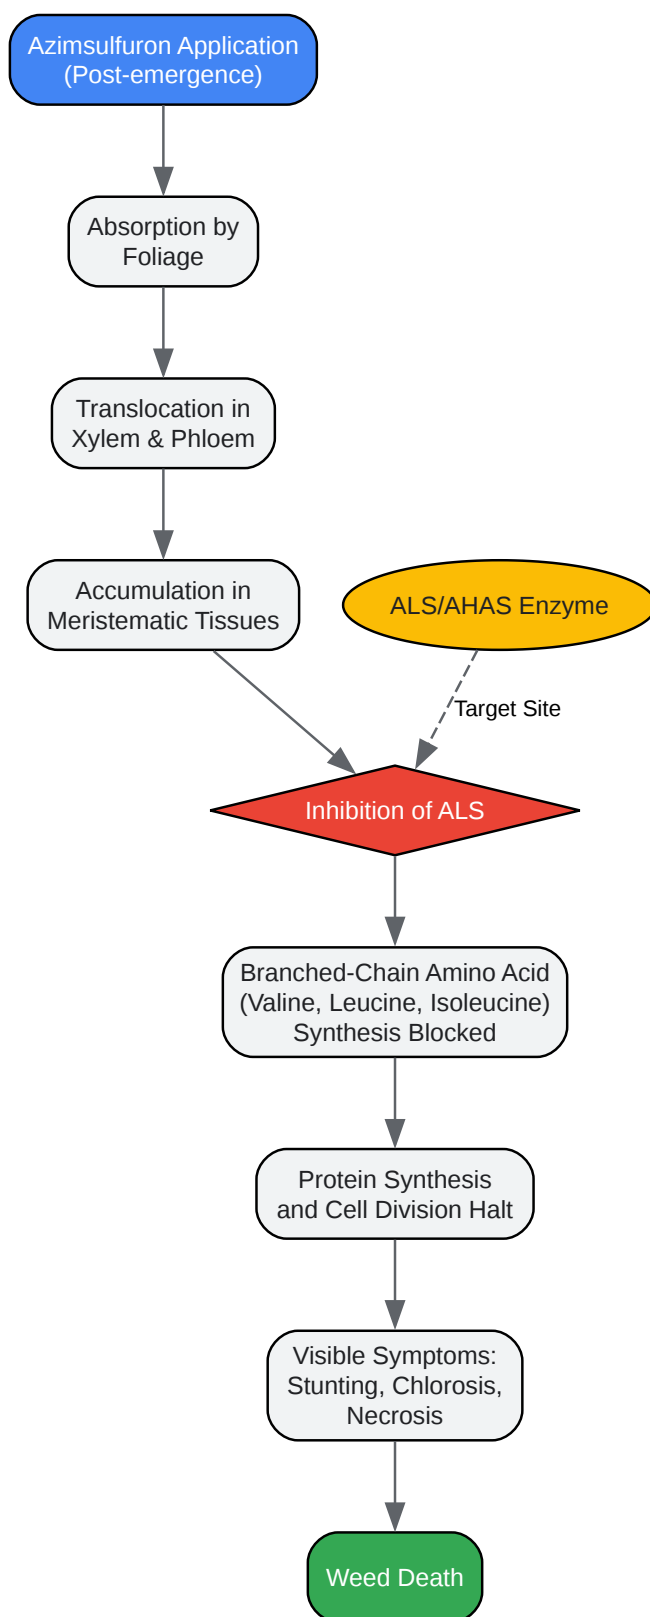 Azimsulfuron Application
(Post-emergence)
Absorption by
Foliage
Translocation in
Xylem & Phloem
Accumulation in
Meristematic Tissues
ALS/AHAS Enzyme
Target Site
Inhibition of ALS
Branched-Chain Amino Acid
(Valine, Leucine, Isoleucine)
Synthesis Blocked
Protein Synthesis
and Cell Division Halt
Visible Symptoms:
Stunting, Chlorosis,
Necrosis
Weed Death